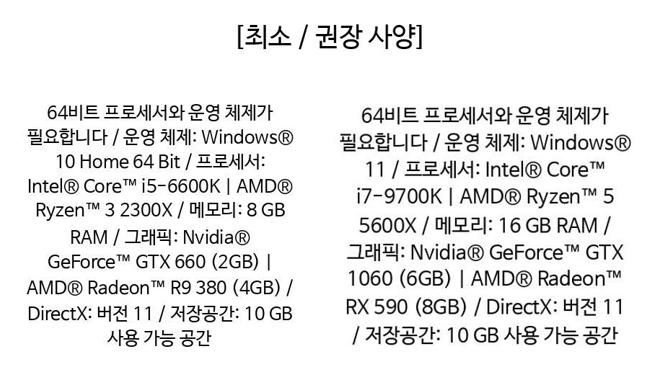 [최소 / 권장 사양]
64비트 프로세서와 운영 체제가
필요합니다 / 운영 체제: Windows®
10 Home 64 Bit / 프로세서:
Intel® Core™ i5-6600K | AMD®
Ryzen™ 3 2300X / 메모리: 8 GB
RAM / 그래픽: Nvidia®
GeForce™ GTX 660 (2GB) |
AMD® Radeon™ R9 380 (4GB) /
DirectX: 버전 11 / 저장공간: 10 GB
사용 가능 공간
64비트 프로세서와 운영 체제가
필요합니다 / 운영 체제: Windows®
11 / 프로세서: Intel® Core™
i7-9700K | AMD® Ryzen™ 5
5600X / 메모리: 16 GB RAM /
그래픽: Nvidia® GeForce™ GTX
1060 (6GB) | AMD® Radeon™
RX 590 (8GB) / DirectX: 버전 11
/ 저장공간: 10 GB 사용 가능 공간